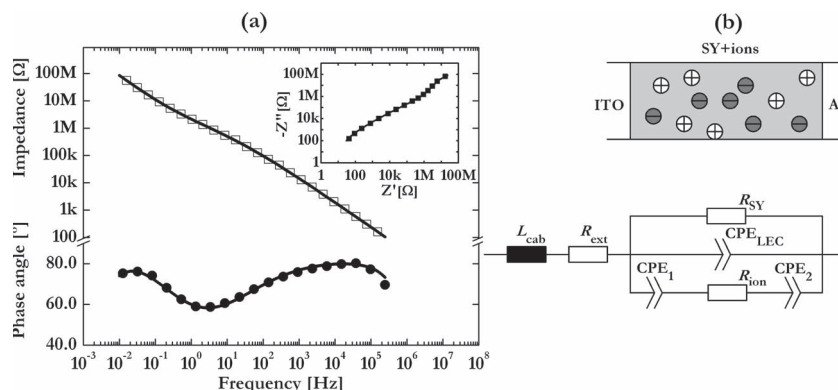 (a)
(b)
Impedance [Ω]
100M
10M
1M
100k
10k
1k
100
Phase angle [°]
80.0
60.0
40.0
10⁻³ 10⁻² 10⁻¹ 10⁰ 10¹ 10² 10³ 10⁴ 10⁵ 10⁶ 10⁷ 10⁸
Frequency [Hz]
-Z''[Ω]
100M
1M
10k
100
1
1 100 10k 1M 100M
Z'[Ω]
SY+ions
ITO
A
R_SY
L_cab R_ext CPE_LEC
CPE₁ R_ion CPE₂